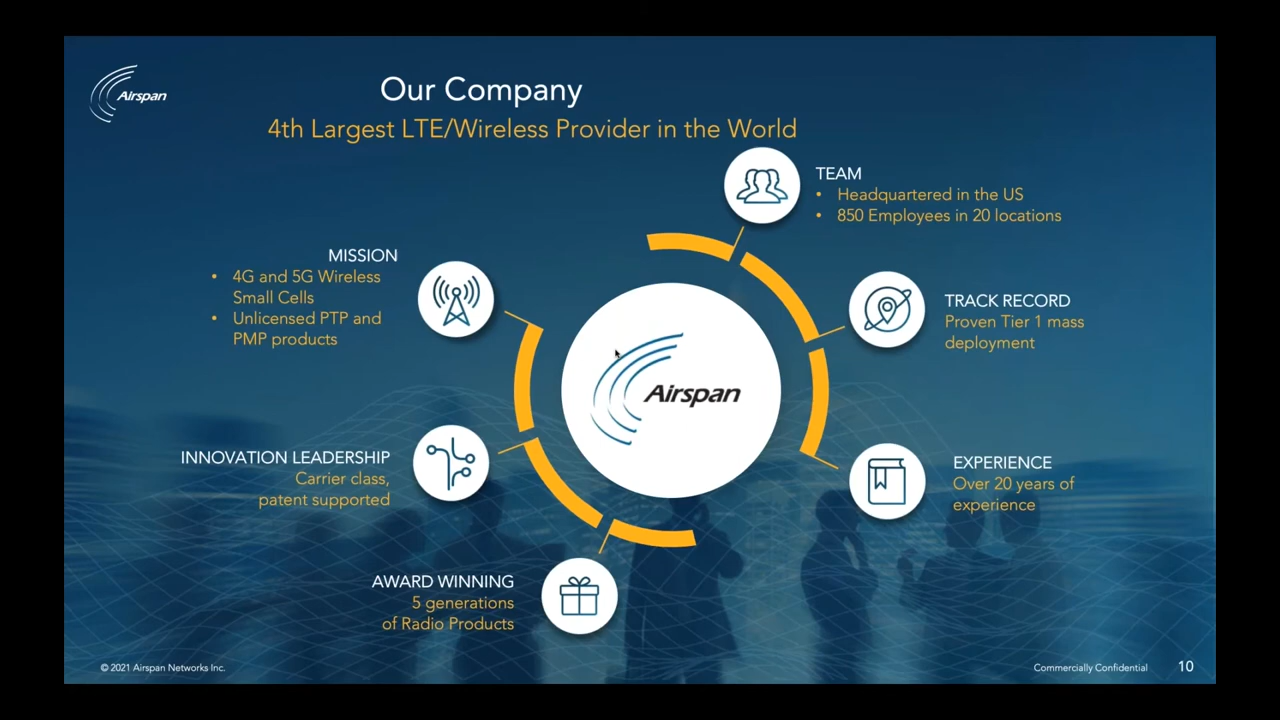 Airspan
Our Company
4th Largest LTE/Wireless Provider in the World
TEAM
• Headquartered in the US
• 850 Employees in 20 locations
MISSION
• 4G and 5G Wireless
Small Cells
• Unlicensed PTP and
PMP products
TRACK RECORD
Proven Tier 1 mass
deployment
Airspan
INNOVATION LEADERSHIP
Carrier class,
patent supported
EXPERIENCE
Over 20 years of
experience
AWARD WINNING
5 generations
of Radio Products
© 2021 Airspan Networks Inc.
Commercially Confidential
10